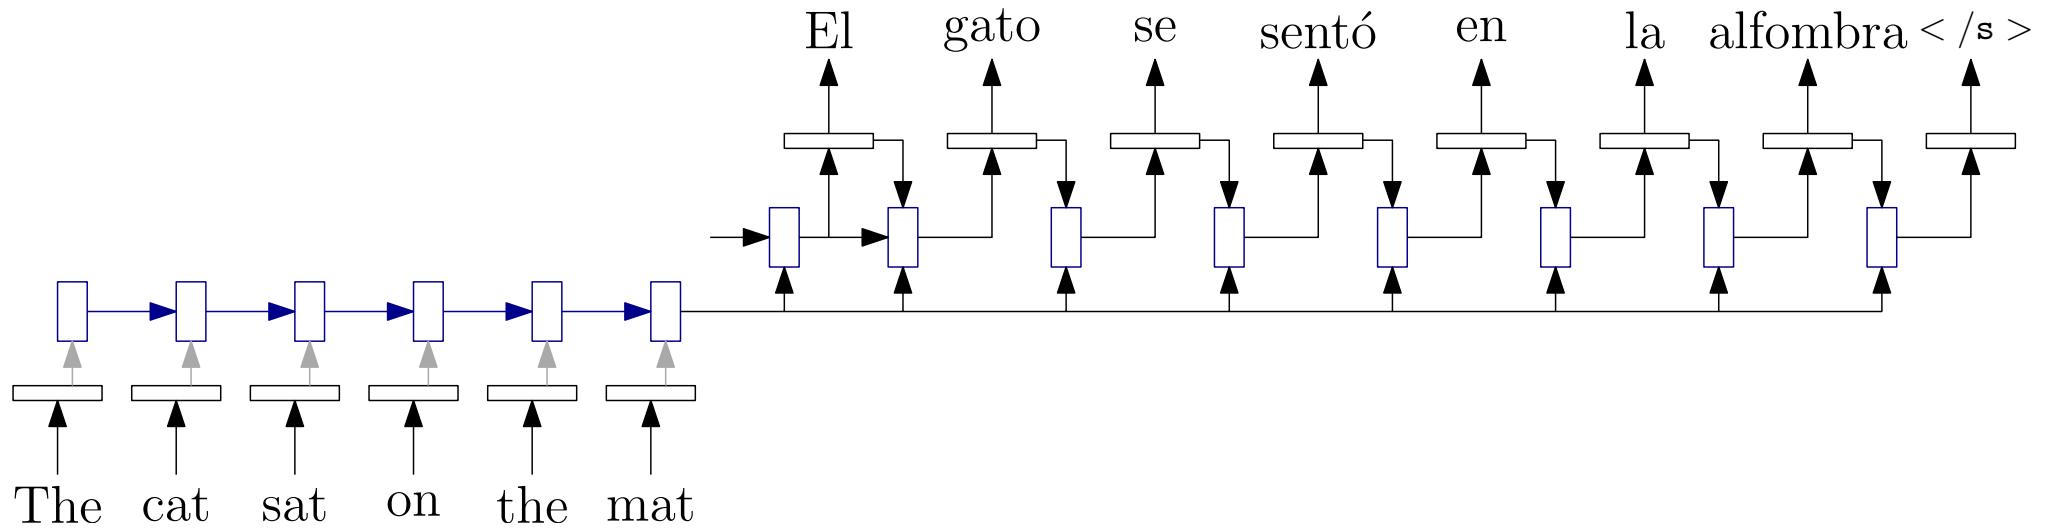 El gato se sentó en la alfombra < /s >
The cat sat on the mat